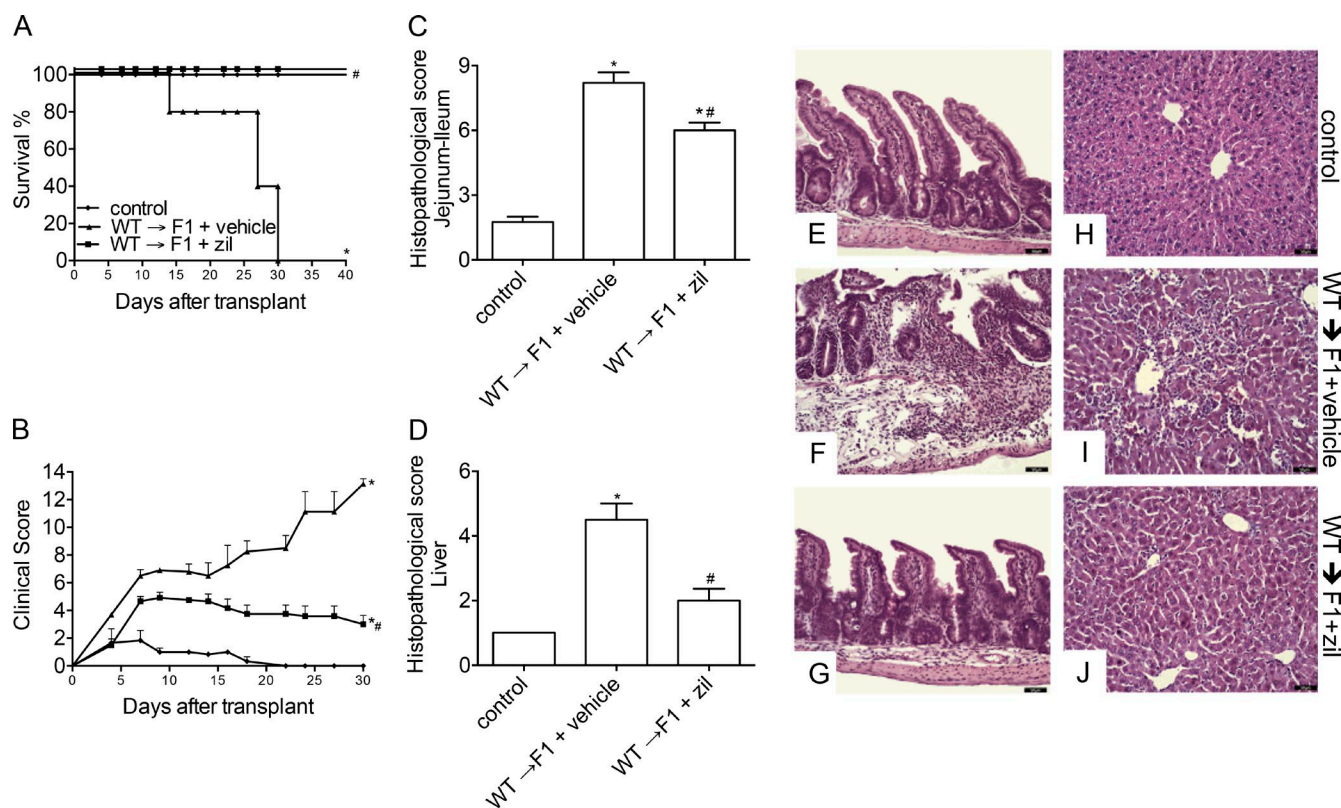 A
100
80
60
40
20
0
Survival %
control
WT → F1 + vehicle
WT → F1 + zil
#
*
0 5 10 15 20 25 30 35 40
Days after transplant
B
14
12
10
8
6
4
2
0
Clinical Score
*
*#
0 5 10 15 20 25 30
Days after transplant
C
9
6
3
0
Histopathological score
Jejunum-Ileum
*
*#
control
WT → F1 + vehicle
WT → F1 + zil
D
6
4
2
0
Histopathological score
Liver
*
#
control
WT →F1 + vehicle
WT →F1 + zil
E
H
control
F
I
WT ➔ F1+vehicle
G
J
WT ➔ F1+zil